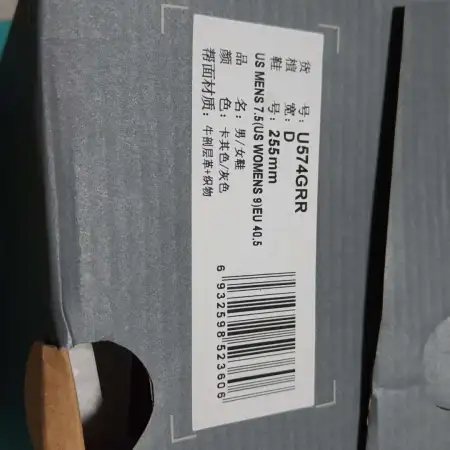 货 号：U574GRR
楦 宽：D
鞋 号：255mm
US MENS 7.5(US WOMENS 9)EU 40.5
品 名：男/女鞋
颜 色：卡其色/灰色
帮面材质：牛剖层革+织物
6 932598 523606